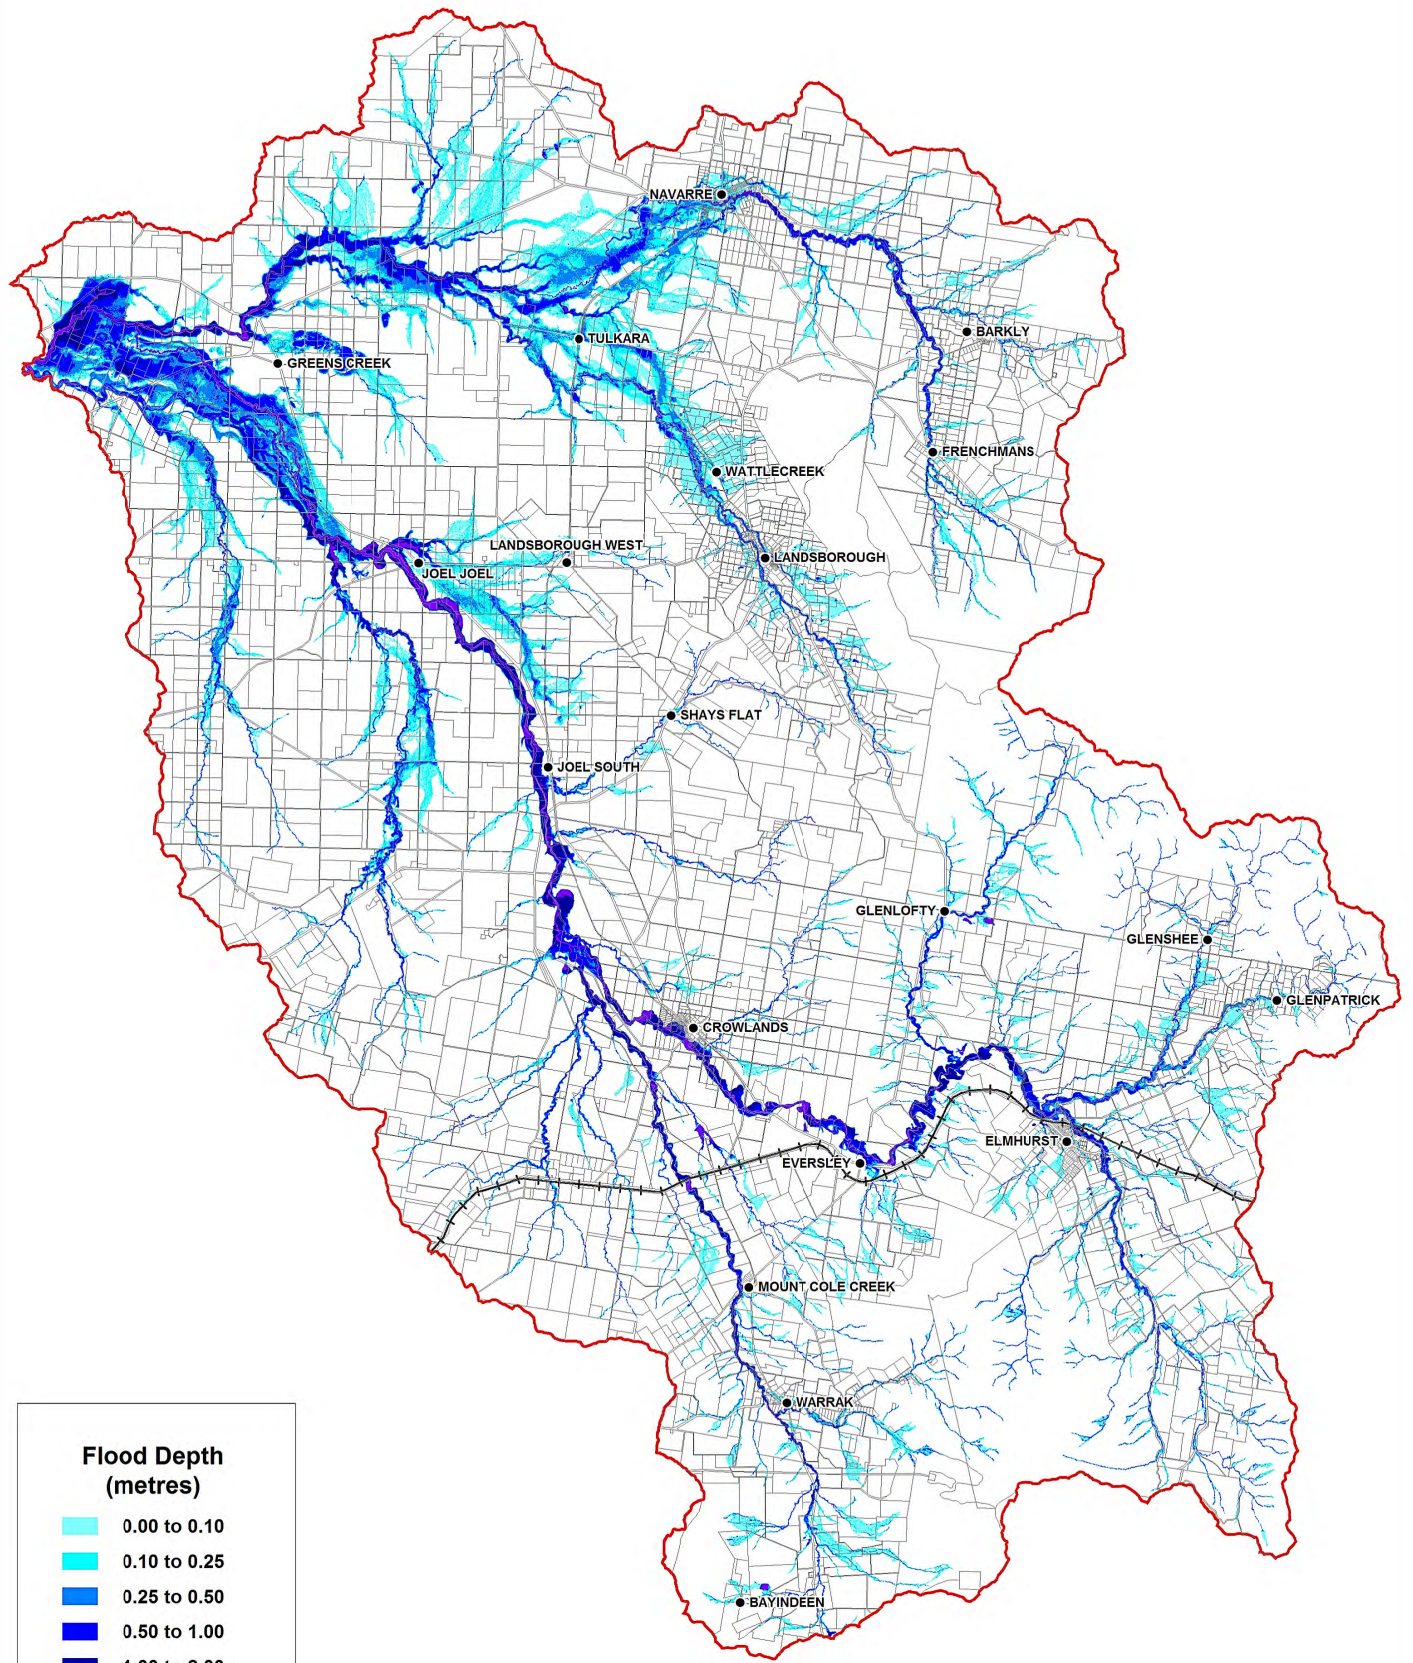 NAVARRE
BARKLY
TULKARA
GREENS CREEK
FRENCHMANS
WATTLECREEK
LANDSBOROUGH WEST
LANDSBOROUGH
JOEL JOEL
SHAYS FLAT
JOEL SOUTH
GLENLOFTY
GLENSHEE
GLENPATRICK
CROWLANDS
ELMHURST
EVERSLEY
MOUNT COLE CREEK
WARRAK
BAYINDEEN
Flood Depth
(metres)
0.00 to 0.10
0.10 to 0.25
0.25 to 0.50
0.50 to 1.00